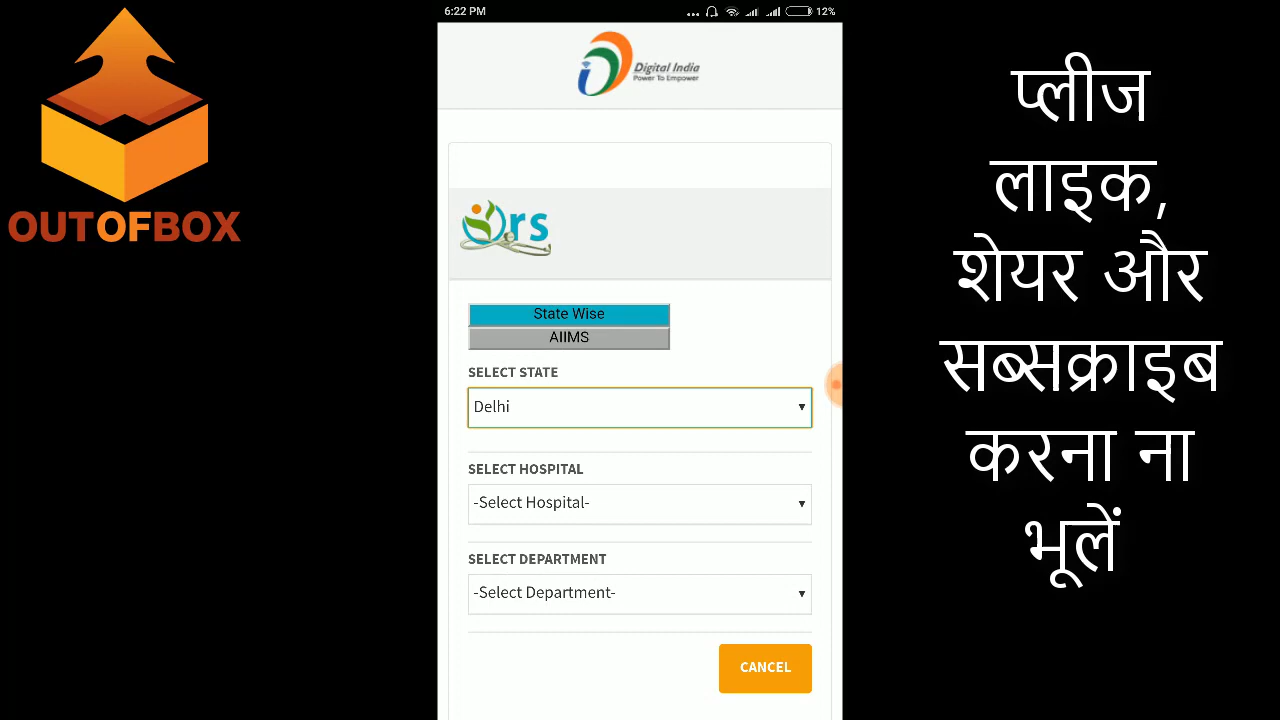 6:22 PM
12%
Digital India
Power To Empower
OUTOFBOX
ors
State Wise
AIIMS
SELECT STATE
Delhi
SELECT HOSPITAL
-Select Hospital-
SELECT DEPARTMENT
-Select Department-
CANCEL
प्लीज
लाइक,
शेयर और
सब्सक्राइब
करना ना
भूलें